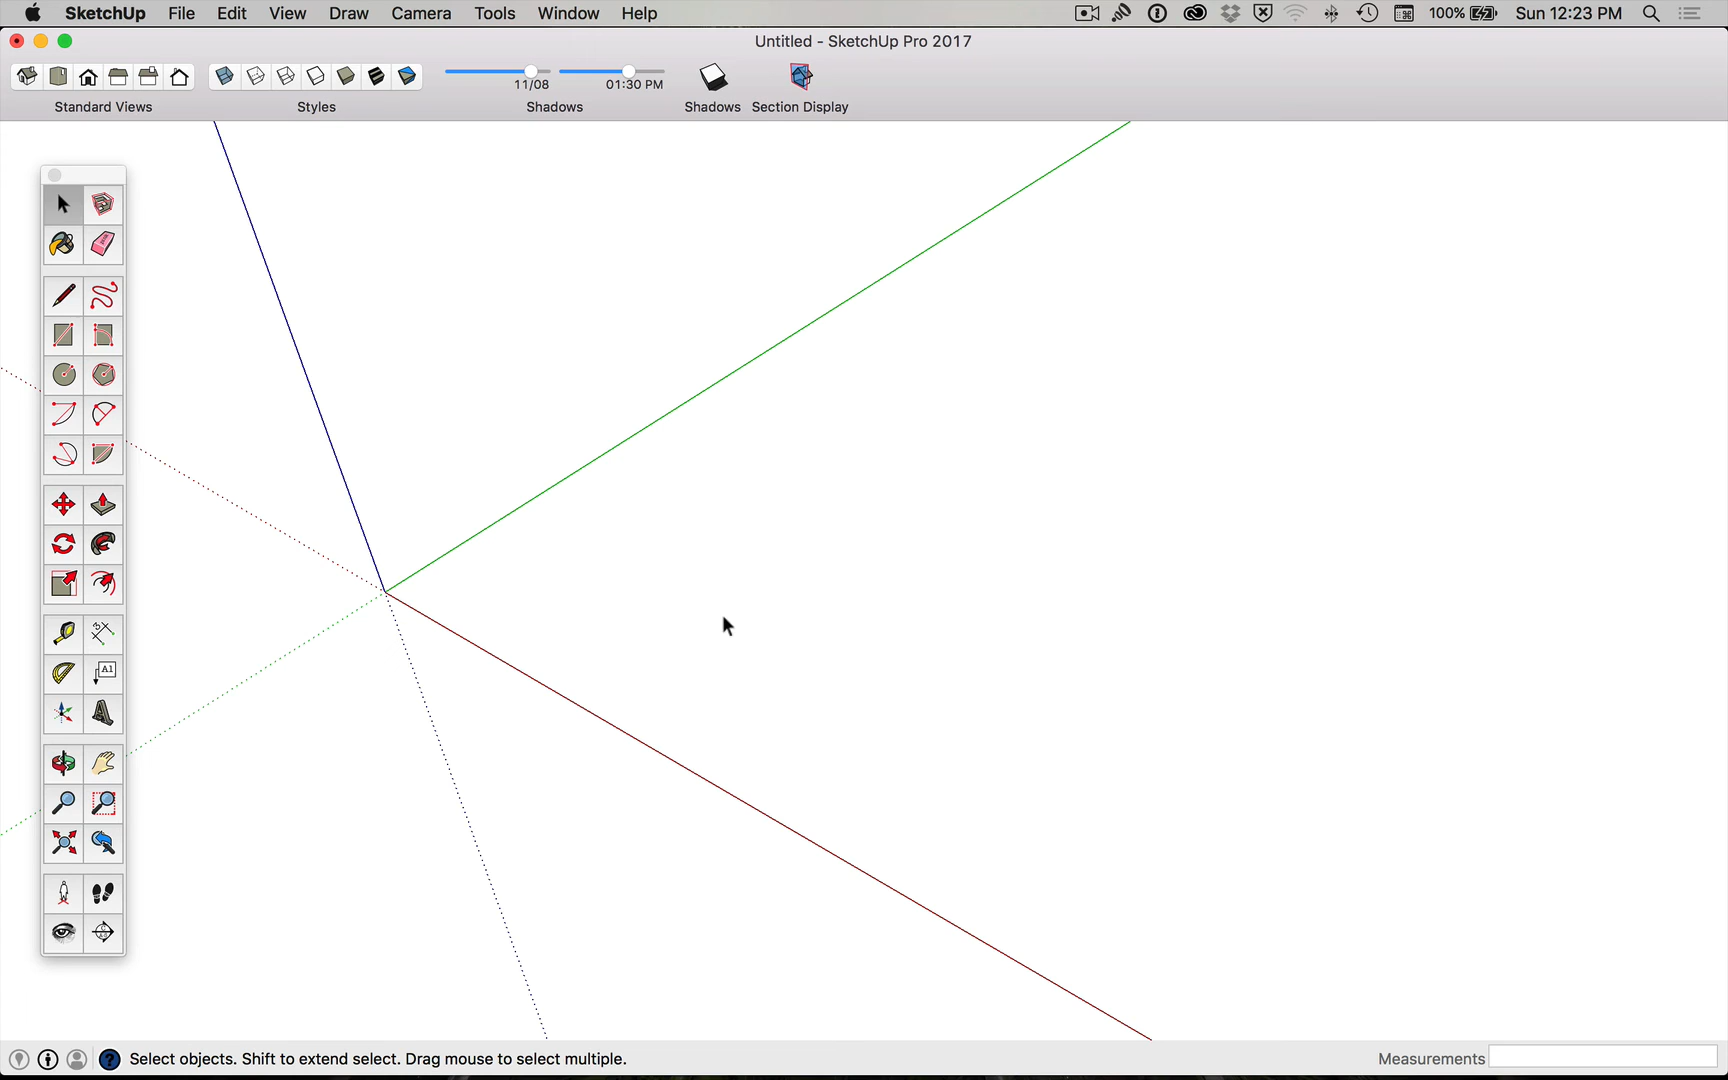 SketchUp File Edit View Draw Camera Tools Window Help 100% Sun 12:23 PM
Untitled - SketchUp Pro 2017
11/08 01:30 PM
Standard Views Styles Shadows Shadows Section Display
A1
Select objects. Shift to extend select. Drag mouse to select multiple. Measurements